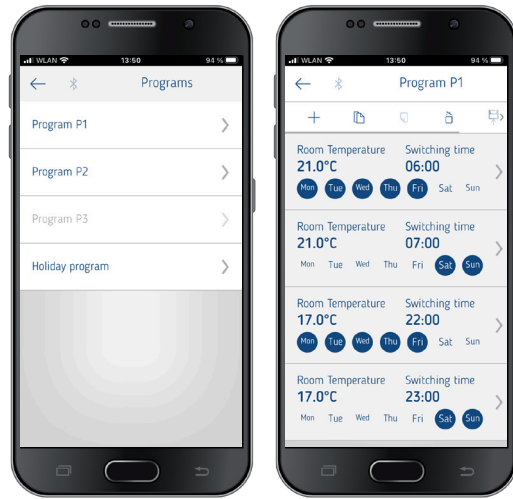 WLAN 13:50 94 %
Programs
Program P1
Program P2
Program P3
Holiday program
WLAN 13:50 94 %
Program P1
Room Temperature Switching time
21.0°C 06:00
Mon Tue Wed Thu Fri Sat Sun
Room Temperature Switching time
21.0°C 07:00
Mon Tue Wed Thu Fri Sat Sun
Room Temperature Switching time
17.0°C 22:00
Mon Tue Wed Thu Fri Sat Sun
Room Temperature Switching time
17.0°C 23:00
Mon Tue Wed Thu Fri Sat Sun